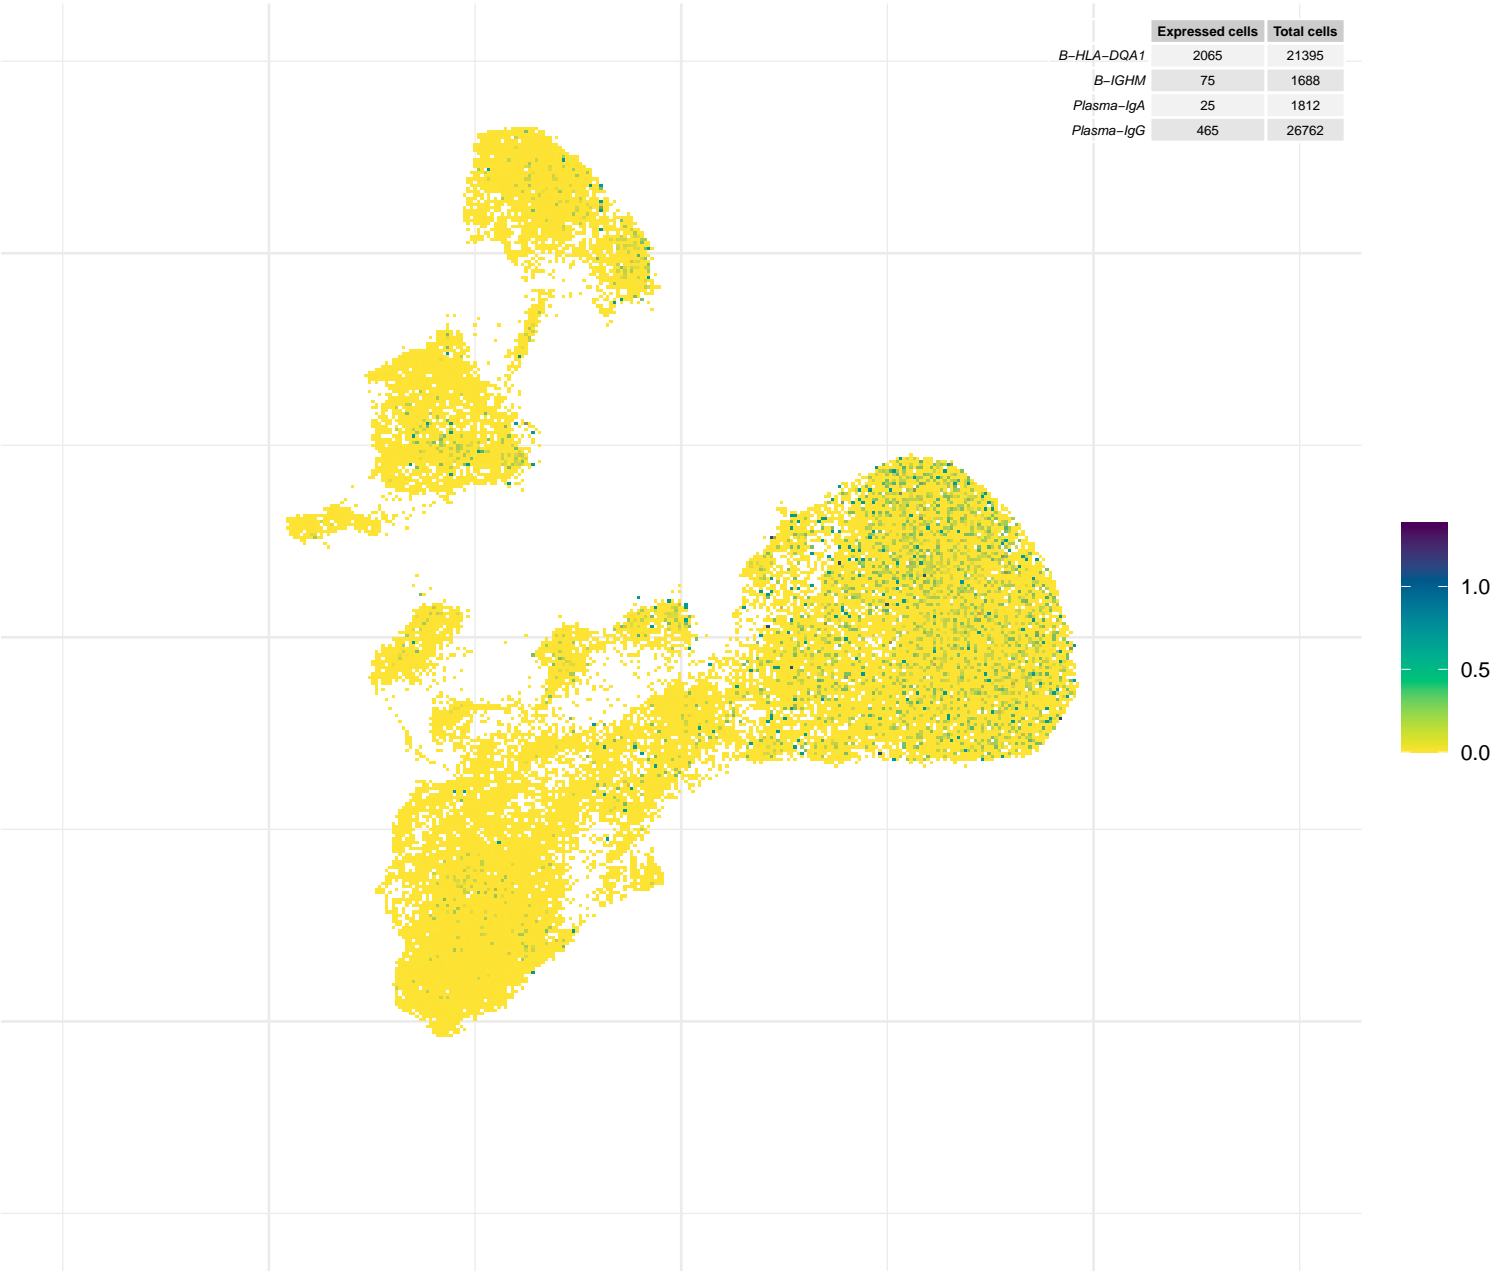 Expressed cells Total cells
B−HLA−DQA1 2065 21395
B−IGHM 75 1688
Plasma−IgA 25 1812
Plasma−IgG 465 26762
1.0
0.5
0.0